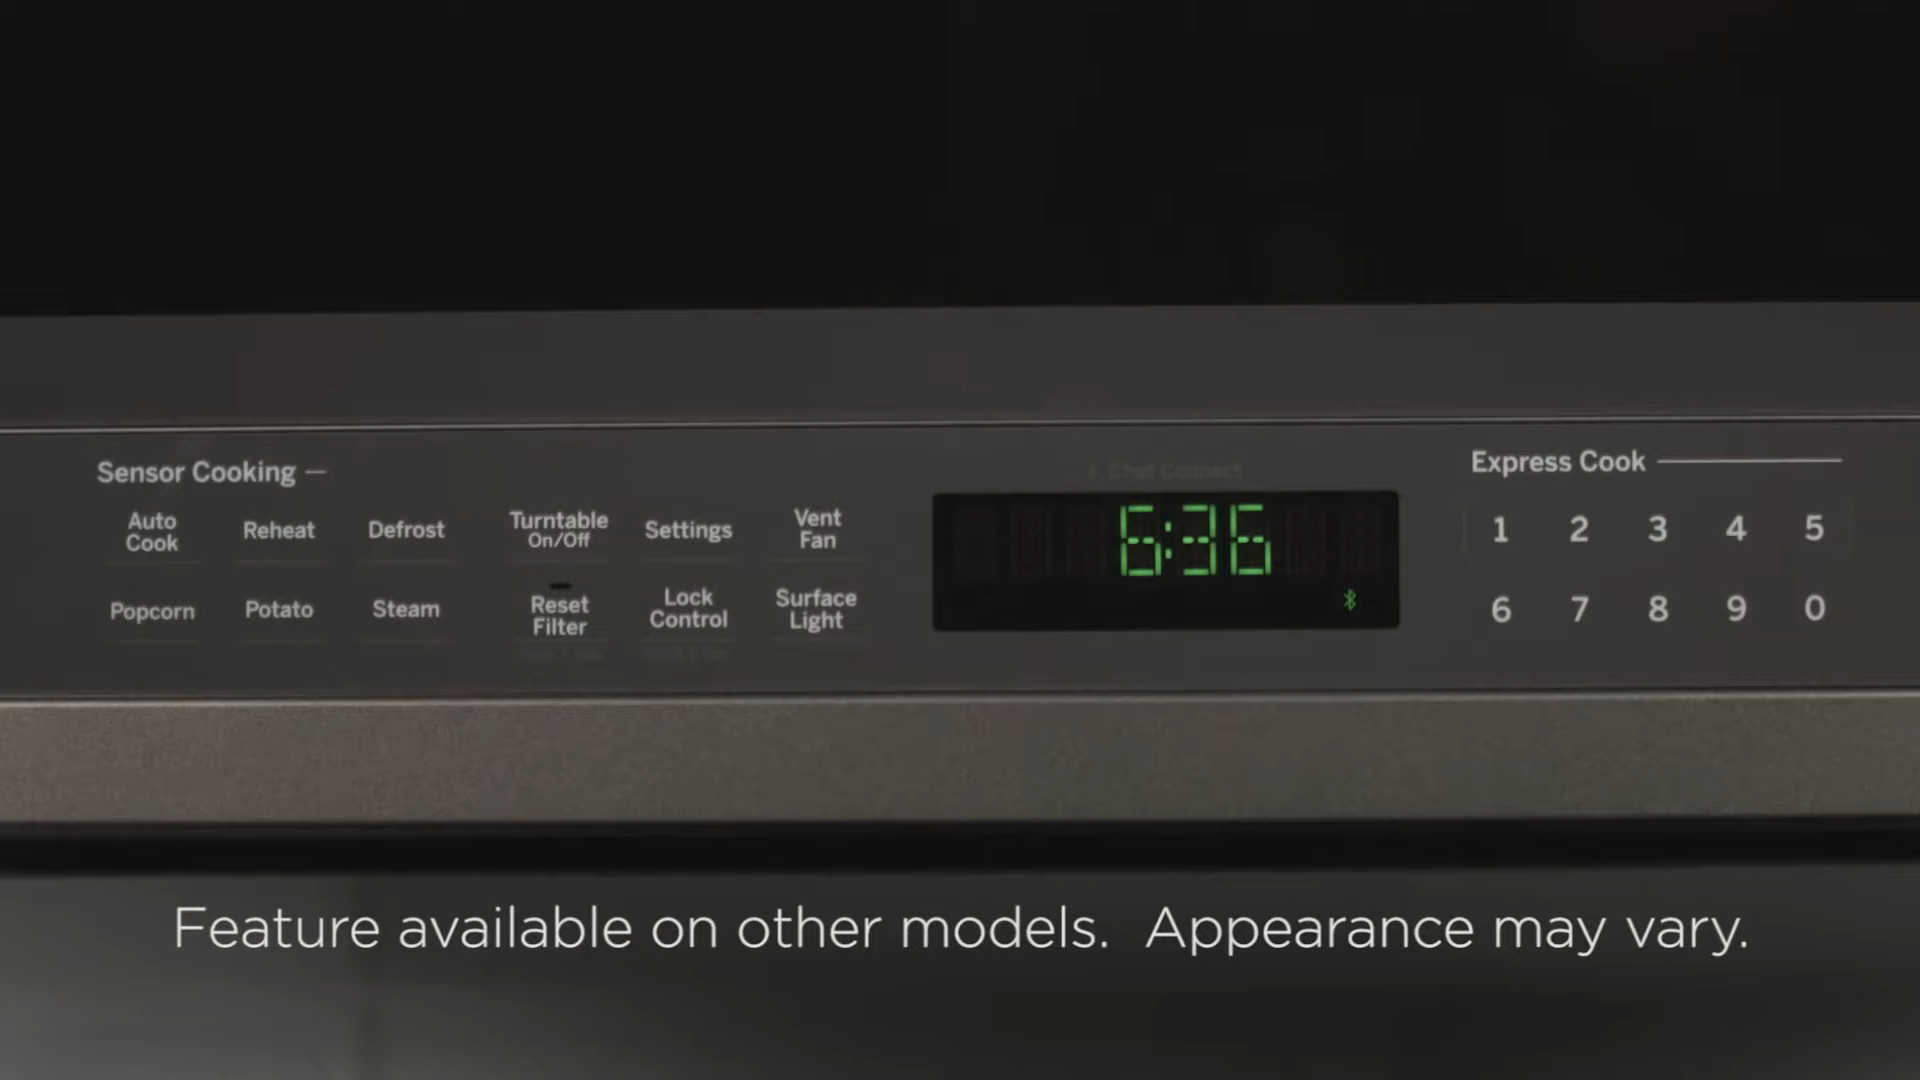 Sensor Cooking
Auto Cook
Reheat
Defrost
Popcorn
Potato
Steam
Turntable On/Off
Settings
Vent Fan
Reset Filter
Lock Control
Surface Light
Chef Connect
6:36
Express Cook
1 2 3 4 5
6 7 8 9 0
Feature available on other models. Appearance may vary.